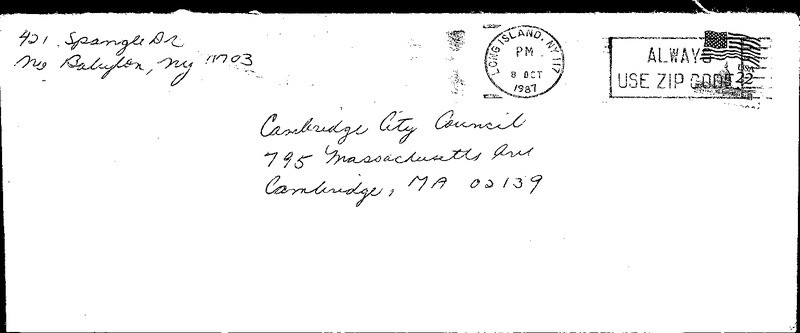 421 Spangle Dr
No Babylon, NY 11703
LONG ISLAND, NY 117
PM
8 OCT
1987
ALWAYS
USE ZIP CODE
22
Cambridge City Council
795 Massachusetts Ave
Cambridge, MA 02139